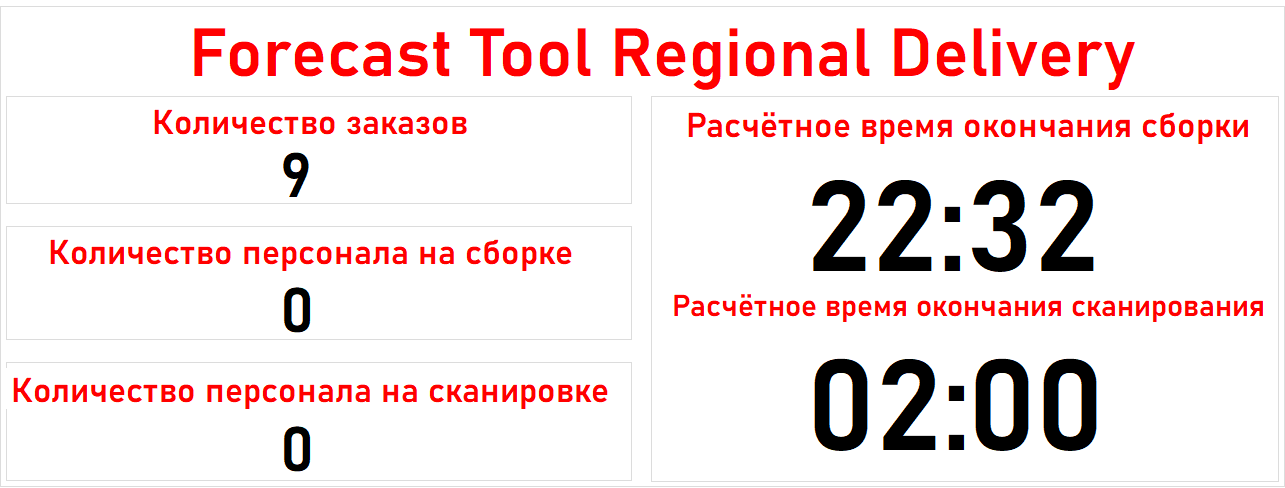 Forecast Tool Regional Delivery
Количество заказов
9
Количество персонала на сборке
0
Количество персонала на сканировке
0
Расчётное время окончания сборки
22:32
Расчётное время окончания сканирования
02:00